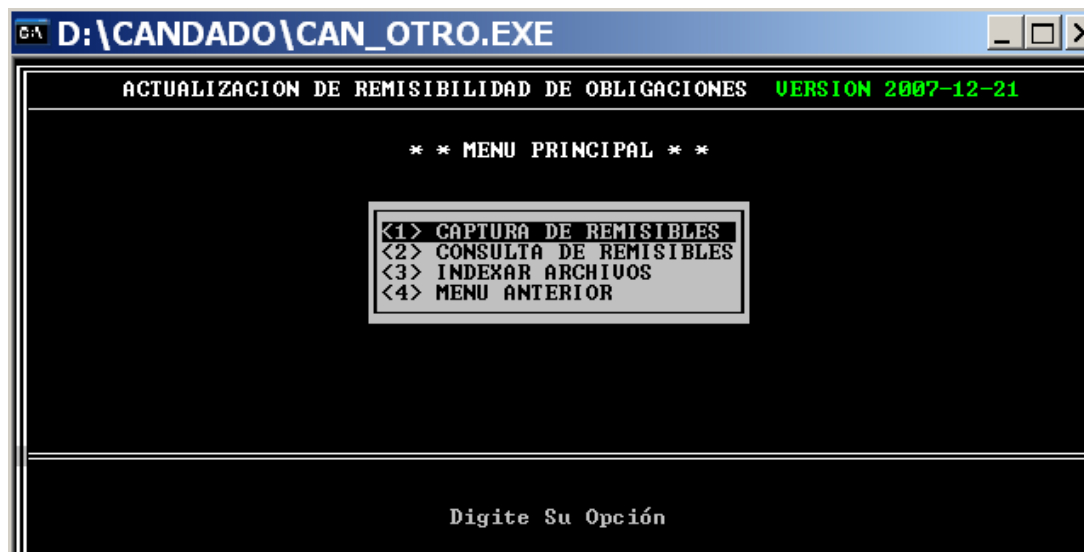 D:\CANDADO\CAN_OTRO.EXE
ACTUALIZACION DE REMISIBILIDAD DE OBLIGACIONES VERSION 2007-12-21
* * MENU PRINCIPAL * *
<1> CAPTURA DE REMISIBLES
<2> CONSULTA DE REMISIBLES
<3> INDEXAR ARCHIVOS
<4> MENU ANTERIOR
Digite Su Opción